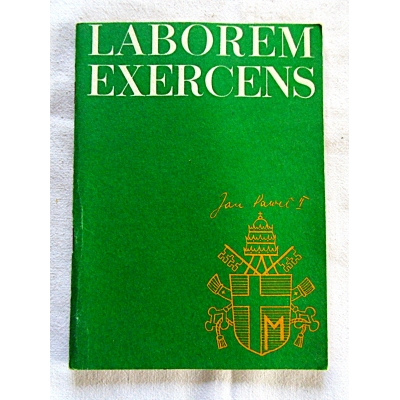 LABOREM
EXERCENS
Jan Paweł II
M